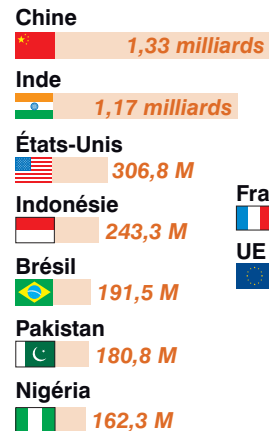 Chine
1,33 milliards
Inde
1,17 milliards
États-Unis
306,8 M
Indonésie
243,3 M
Brésil
191,5 M
Pakistan
180,8 M
Nigéria
162,3 M
Fra
UE